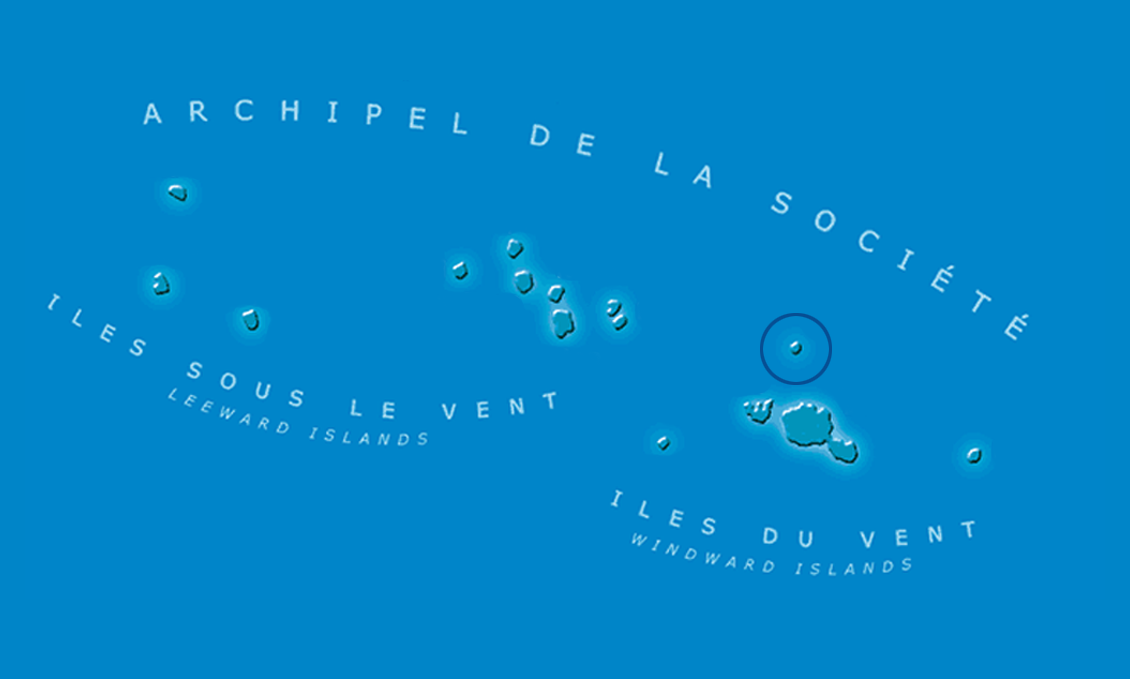 ARCHIPEL DE LA SOCIÉTÉ
ILES SOUS LE VENT
LEEWARD ISLANDS
ILES DU VENT
WINDWARD ISLANDS